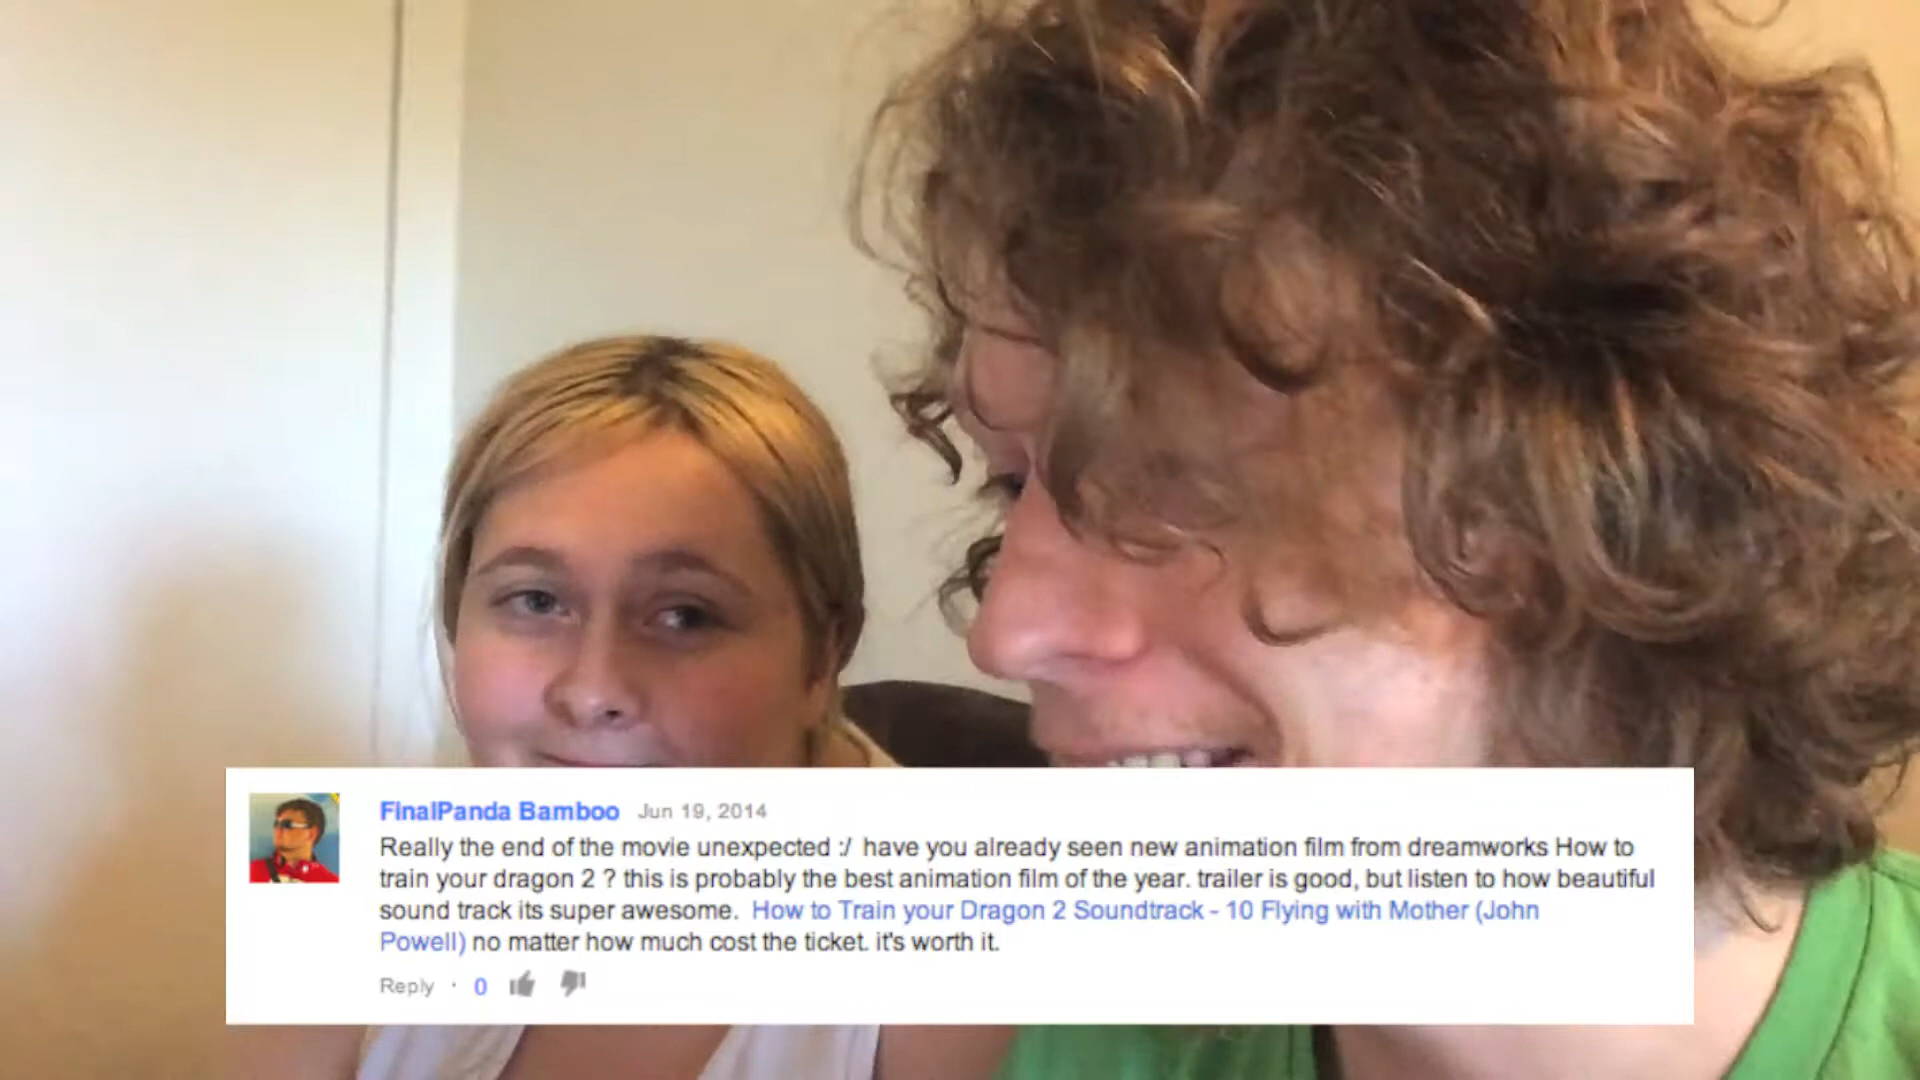 FinalPanda Bamboo Jun 19, 2014
Really the end of the movie unexpected :/ have you already seen new animation film from dreamworks How to
train your dragon 2 ? this is probably the best animation film of the year. trailer is good, but listen to how beautiful
sound track its super awesome. How to Train your Dragon 2 Soundtrack - 10 Flying with Mother (John
Powell) no matter how much cost the ticket. it's worth it.
Reply · 0